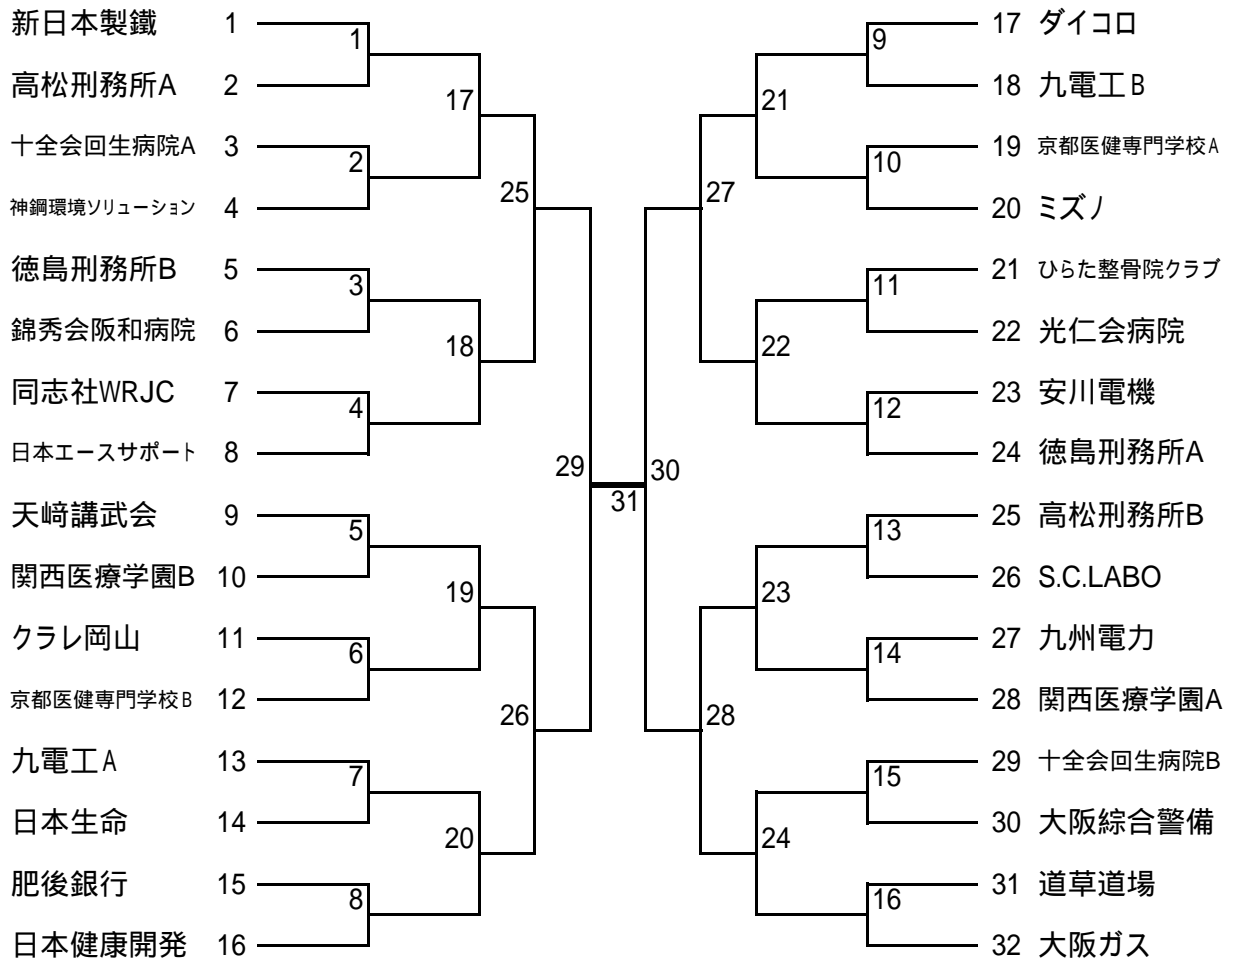 新日本製鐵 1
1
高松刑務所A 2
17
十全会回生病院A 3
2
神鋼環境ソリューション 4
25
徳島刑務所B 5
3
錦秀会阪和病院 6
18
同志社WRJC 7
4
日本エースサポート 8
29
天﨑講武会 9
5
関西医療学園B 10
19
クラレ岡山 11
6
京都医健専門学校B 12
26
九電工A 13
7
日本生命 14
20
肥後銀行 15
8
日本健康開発 16
31
17 ダイコロ
9
18 九電工B
21
19 京都医健専門学校A
10
20 ミズノ
27
21 ひらた整骨院クラブ
11
22 光仁会病院
22
23 安川電機
12
24 徳島刑務所A
30
25 高松刑務所B
13
26 S.C.LABO
23
27 九州電力
14
28 関西医療学園A
28
29 十全会回生病院B
15
30 大阪綜合警備
24
31 道草道場
16
32 大阪ガス